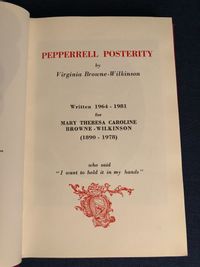 PEPPERRELL POSTERITY
by
Virginia Browne-Wilkinson
Written 1964 - 1981
for
MARY THERESA CAROLINE
BROWNE - WILKINSON
(1890 - 1978)
who said
"I want to hold it in my hands"